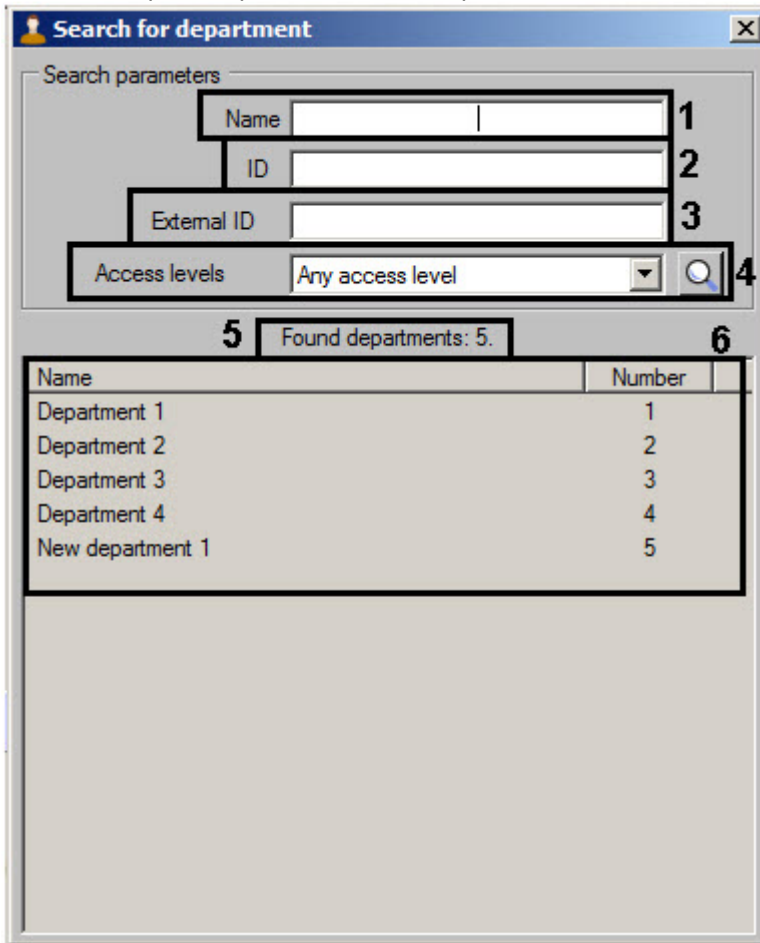 Search for department
Search parameters
Name 1
ID 2
External ID 3
Access levels Any access level 4
5 Found departments: 5. 6
Name Number
Department 1 1
Department 2 2
Department 3 3
Department 4 4
New department 1 5